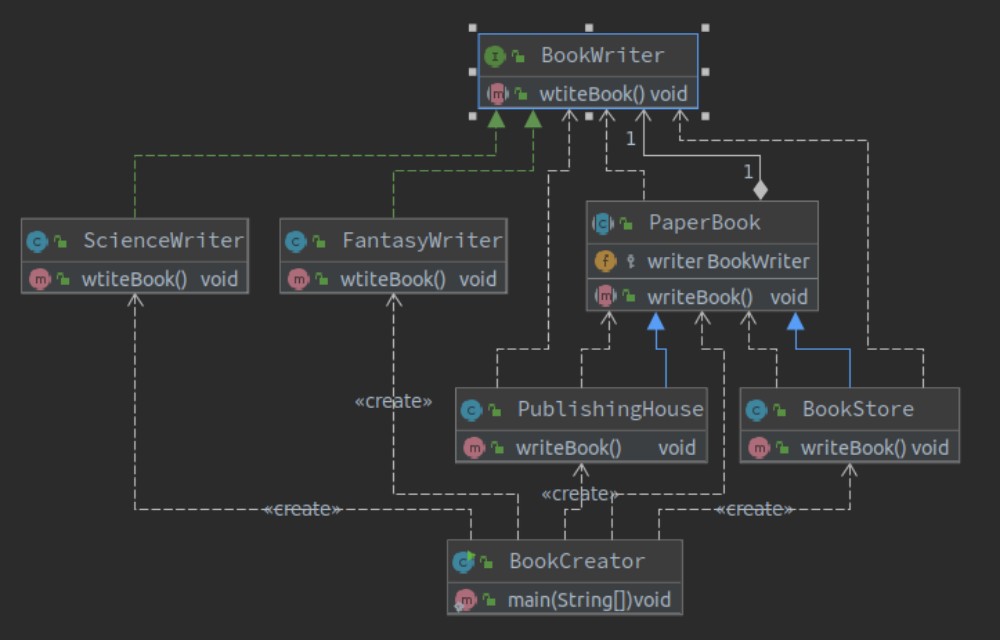 BookWriter
wtiteBook() void
1
1
PaperBook
writer BookWriter
writeBook() void
ScienceWriter
wtiteBook() void
FantasyWriter
wtiteBook() void
«create»
PublishingHouse
writeBook() void
BookStore
writeBook() void
«create»
«create»
«create»
BookCreator
main(String[])void